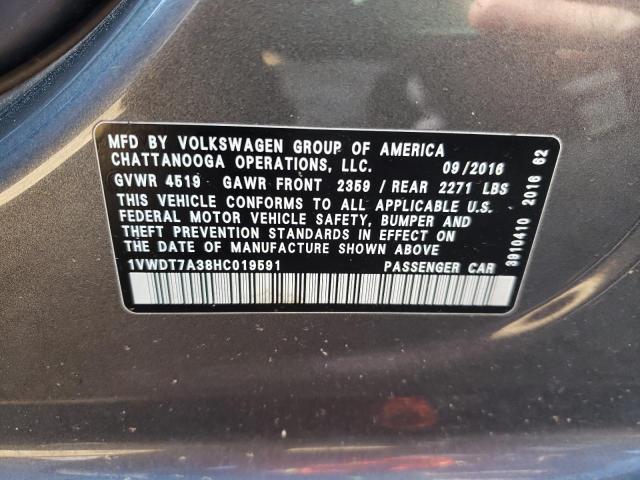 MFD BY VOLKSWAGEN GROUP OF AMERICA
CHATTANOOGA OPERATIONS, LLC. 09/2016
GVWR 4519 GAWR FRONT 2359 / REAR 2271 LBS
THIS VEHICLE CONFORMS TO ALL APPLICABLE U.S.
FEDERAL MOTOR VEHICLE SAFETY, BUMPER AND
THEFT PREVENTION STANDARDS IN EFFECT ON
THE DATE OF MANUFACTURE SHOWN ABOVE
1VWDT7A38HC019591 PASSENGER CAR
3910410 2016 62